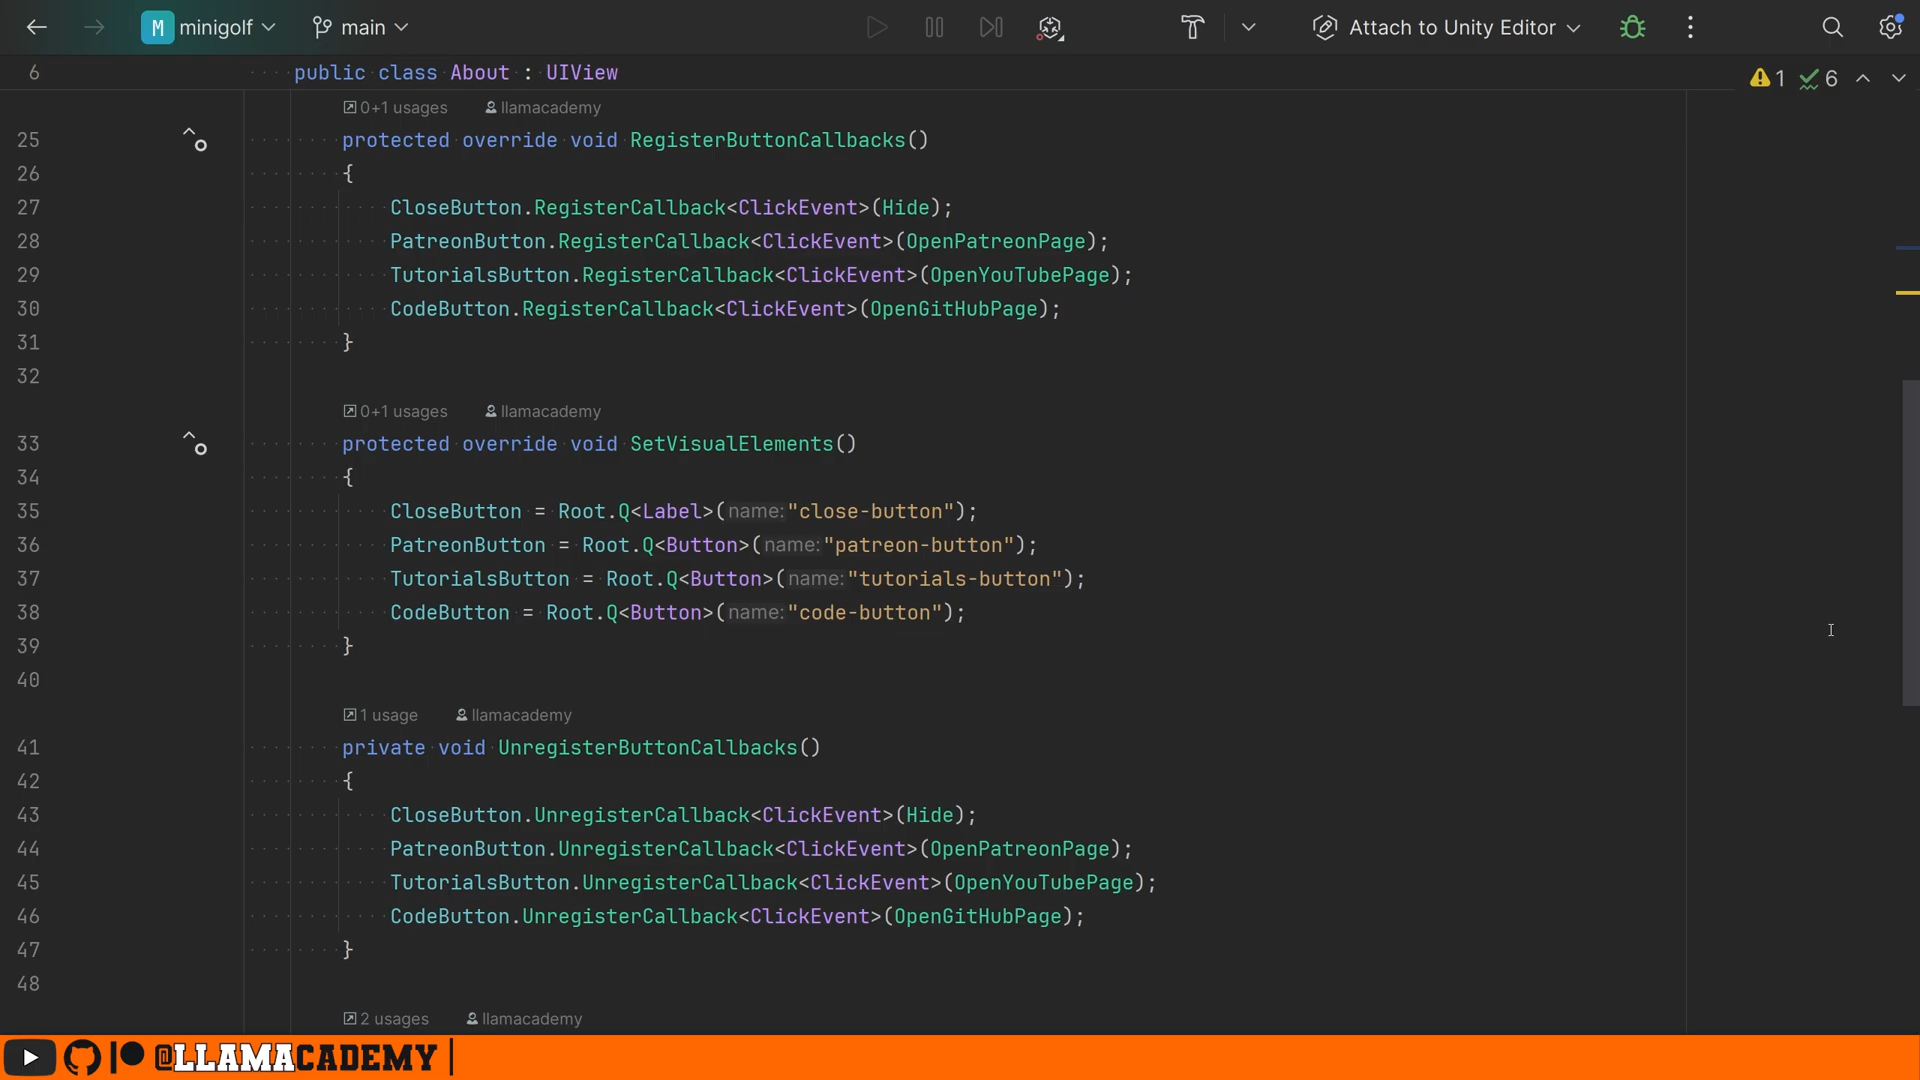 M minigolf main Attach to Unity Editor
6 public class About : UIView 1 6
0+1 usages llamacademy
25 protected override void RegisterButtonCallbacks()
26 {
27 CloseButton.RegisterCallback<ClickEvent>(Hide);
28 PatreonButton.RegisterCallback<ClickEvent>(OpenPatreonPage);
29 TutorialsButton.RegisterCallback<ClickEvent>(OpenYouTubePage);
30 CodeButton.RegisterCallback<ClickEvent>(OpenGitHubPage);
31 }
32
0+1 usages llamacademy
33 protected override void SetVisualElements()
34 {
35 CloseButton = Root.Q<Label>(name:"close-button");
36 PatreonButton = Root.Q<Button>(name:"patreon-button");
37 TutorialsButton = Root.Q<Button>(name:"tutorials-button");
38 CodeButton = Root.Q<Button>(name:"code-button");
39 }
40
1 usage llamacademy
41 private void UnregisterButtonCallbacks()
42 {
43 CloseButton.UnregisterCallback<ClickEvent>(Hide);
44 PatreonButton.UnregisterCallback<ClickEvent>(OpenPatreonPage);
45 TutorialsButton.UnregisterCallback<ClickEvent>(OpenYouTubePage);
46 CodeButton.UnregisterCallback<ClickEvent>(OpenGitHubPage);
47 }
48
2 usages llamacademy
@LLAMACADEMY